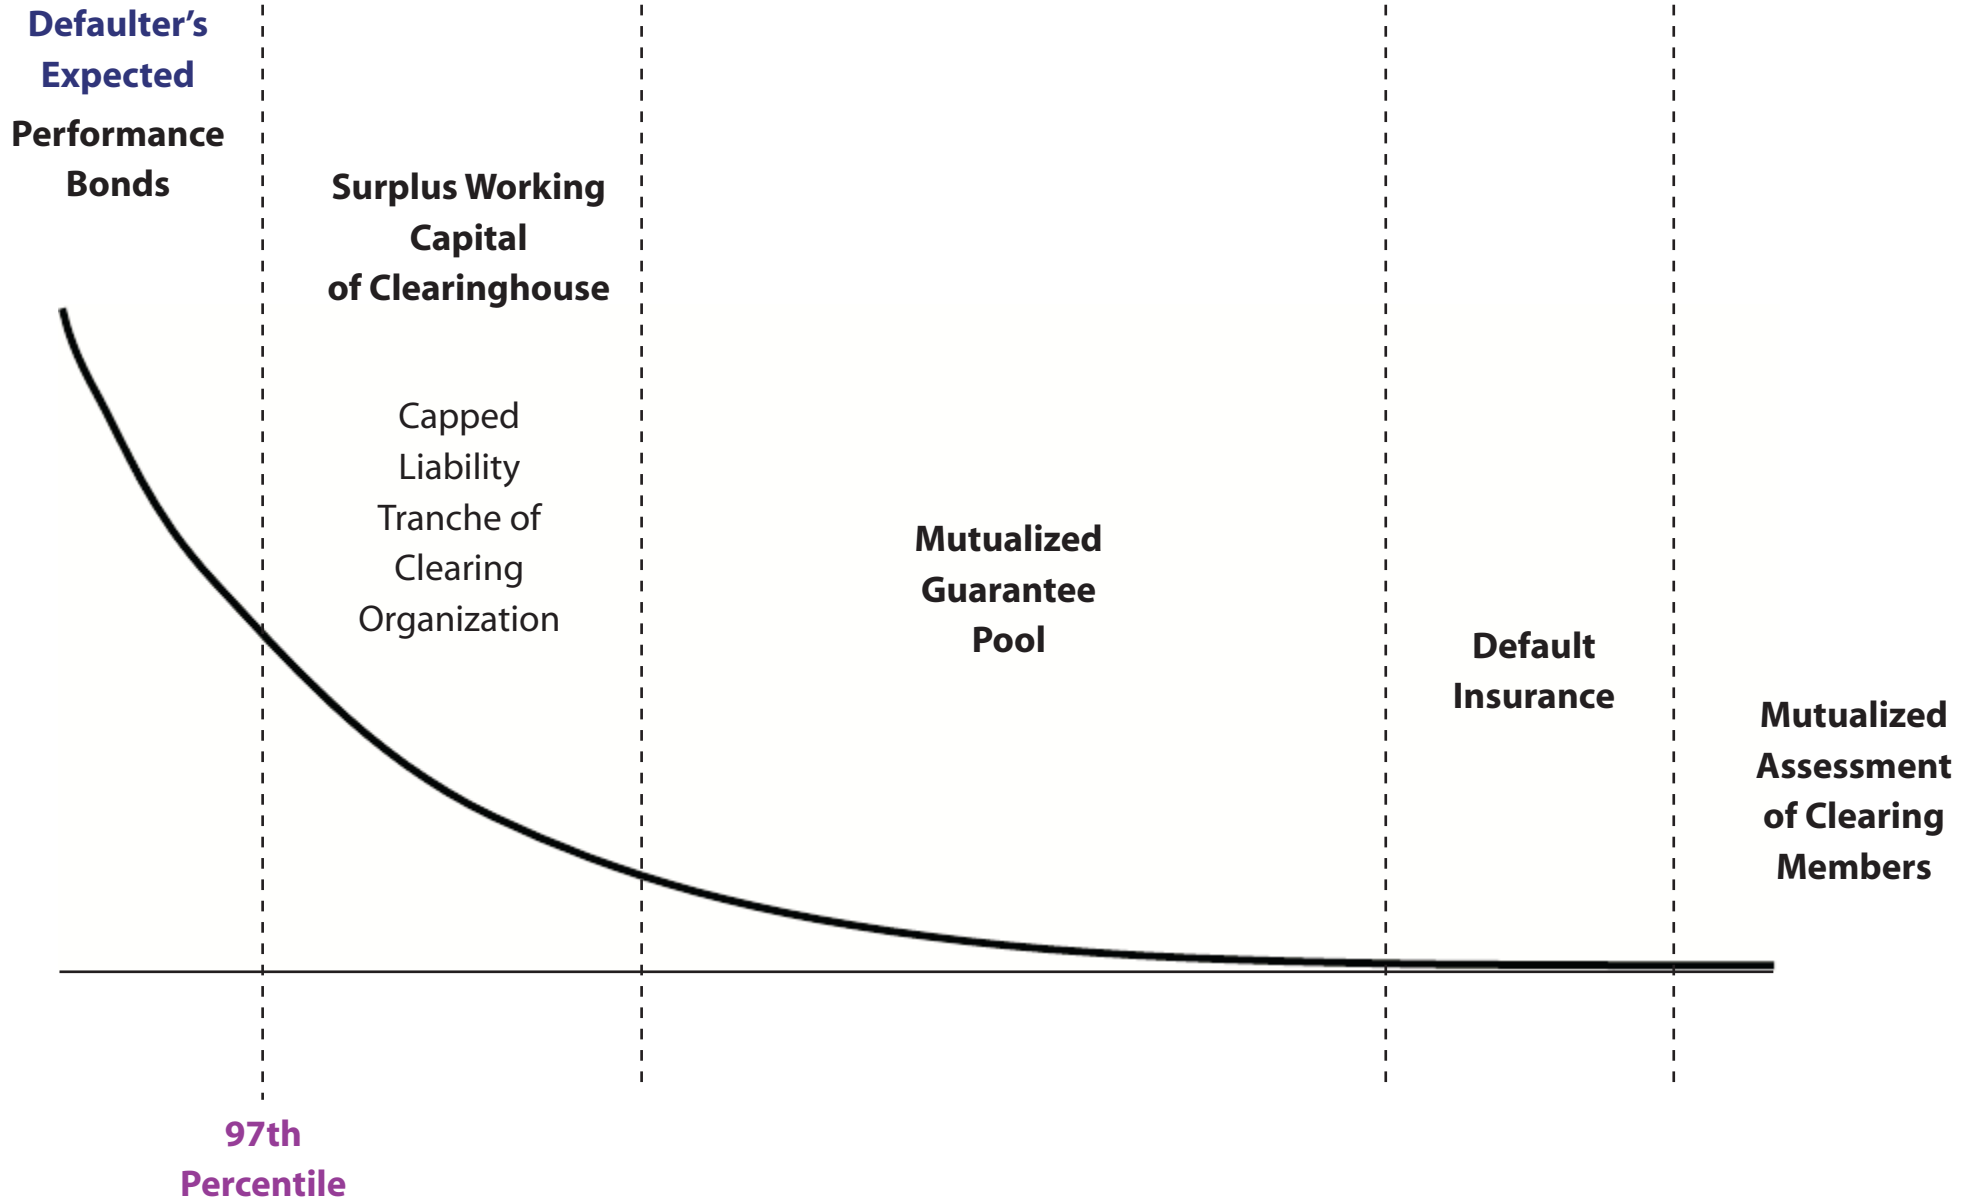 Defaulter’s
Expected
Performance
Bonds
Surplus Working
Capital
of Clearinghouse
Capped
Liability
Tranche of
Clearing
Organization
Mutualized
Guarantee
Pool
Default
Insurance
Mutualized
Assessment
of Clearing
Members
97th
Percentile